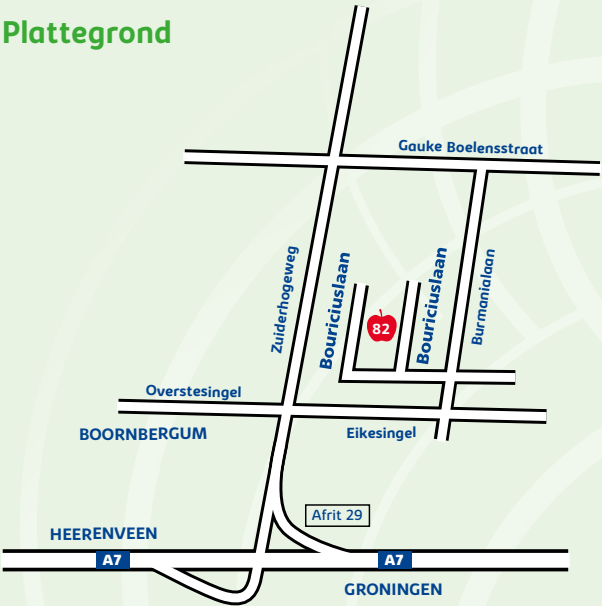 Plattegrond
Gauke Boelensstraat
Zuiderhogeweg
Bouriciuslaan
82
Bouriciuslaan
Burmanialaan
Overstesingel
BOORNBERGUM
Eikesingel
Afrit 29
HEERENVEEN
A7
A7
GRONINGEN